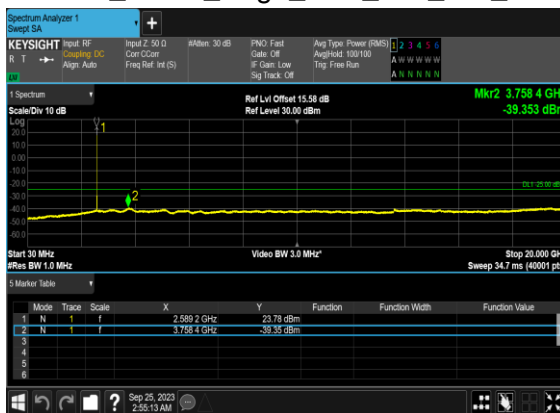 Spectrum Analyzer 1
Swept SA
+
KEYSIGHT Input: RF Input Z: 50 Ω #Atten: 30 dB PNO: Fast Avg Type: Power (RMS) 1 2 3 4 5 6
R T Coupling: DC Corr CCorr Gate: Off Avg|Hold: 100/100 A W W W W W
Align: Auto Freq Ref: Int (S) IF Gain: Low Trig: Free Run A N N N N N
LU Sig Track: Off
1 Spectrum
Scale/Div 10 dB Ref Lvl Offset 15.58 dB Mkr2 3.758 4 GH
Ref Level 30.00 dBm -39.353 dBr
Log
20.0
10.0
0.00
-10.0
-20.0
-30.0
-40.0
-50.0
-60.0
1
2
DL1 -25.00 dB
Start 30 MHz Video BW 3.0 MHz* Stop 20.000 GH
#Res BW 1.0 MHz Sweep 34.7 ms (40001 pt
5 Marker Table
Mode Trace Scale X Y Function Function Width Function Value
1 N 1 f 2.589 2 GHz 23.78 dBm
2 N 1 f 3.758 4 GHz -39.35 dBm
3
4
5
6
? Sep 25, 2023
2:55:13 AM